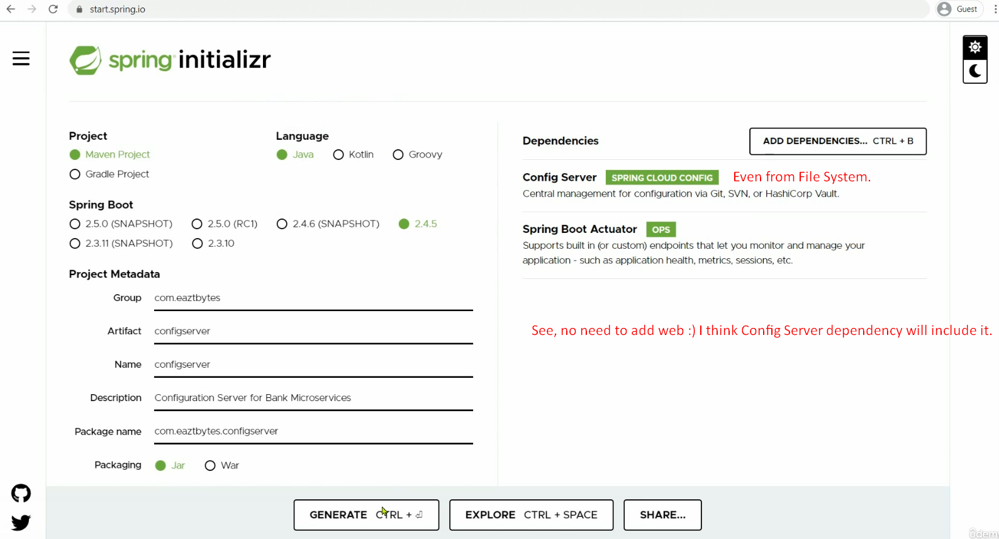 start.spring.io
Guest
spring initializr
Project
Maven Project
Gradle Project
Language
Java Kotlin Groovy
Spring Boot
2.5.0 (SNAPSHOT) 2.5.0 (RC1) 2.4.6 (SNAPSHOT) 2.4.5
2.3.11 (SNAPSHOT) 2.3.10
Project Metadata
Group com.eaztbytes
Artifact configserver
Name configserver
Description Configuration Server for Bank Microservices
Package name com.eaztbytes.configserver
Packaging Jar War
Dependencies
ADD DEPENDENCIES... CTRL + B
Config Server SPRING CLOUD CONFIG Even from File System.
Central management for configuration via Git, SVN, or HashiCorp Vault.
Spring Boot Actuator OPS
Supports built in (or custom) endpoints that let you monitor and manage your
application - such as application health, metrics, sessions, etc.
See, no need to add web :) I think Config Server dependency will include it.
GENERATE CTRL + ⏎
EXPLORE CTRL + SPACE
SHARE...
ûdemy